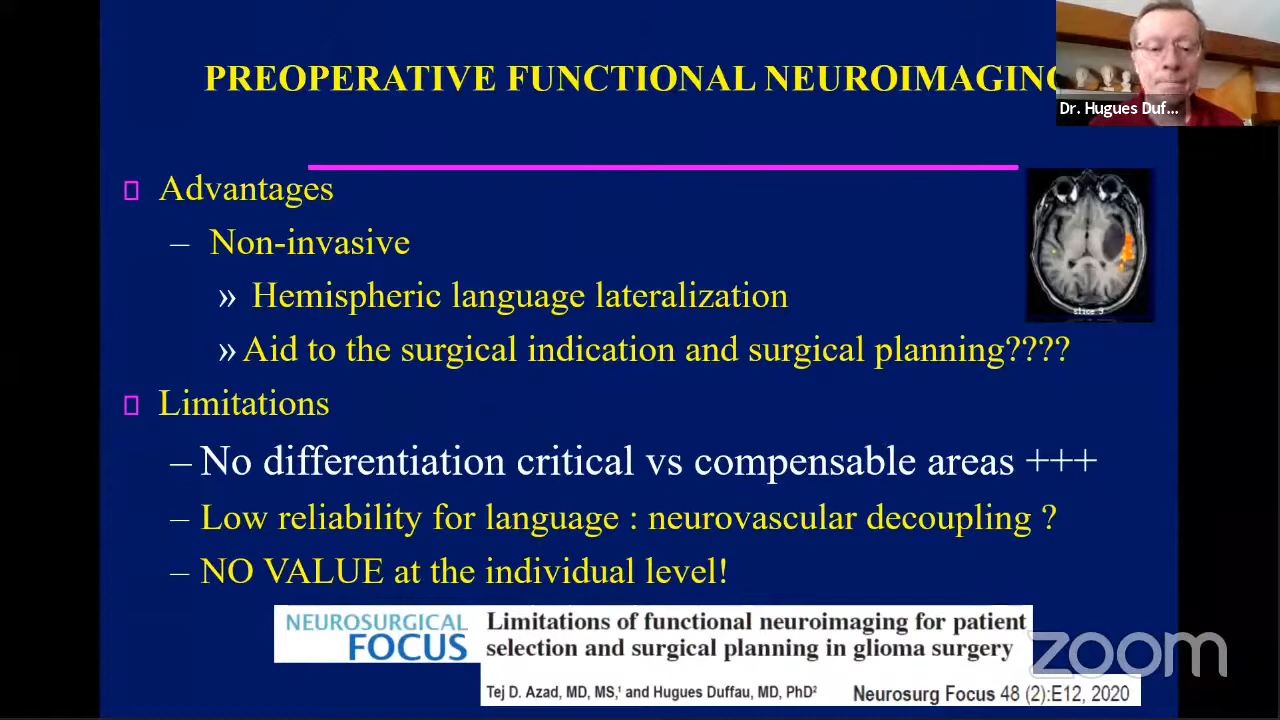 PREOPERATIVE FUNCTIONAL NEUROIMAGING
Dr. Hugues Duf...
Advantages
– Non-invasive
» Hemispheric language lateralization
» Aid to the surgical indication and surgical planning????
slice 9
Limitations
– No differentiation critical vs compensable areas +++
– Low reliability for language : neurovascular decoupling ?
– NO VALUE at the individual level!
NEUROSURGICAL
FOCUS
Limitations of functional neuroimaging for patient
selection and surgical planning in glioma surgery
Tej D. Azad, MD, MS,¹ and Hugues Duffau, MD, PhD²
Neurosurg Focus 48 (2):E12, 2020
zoom